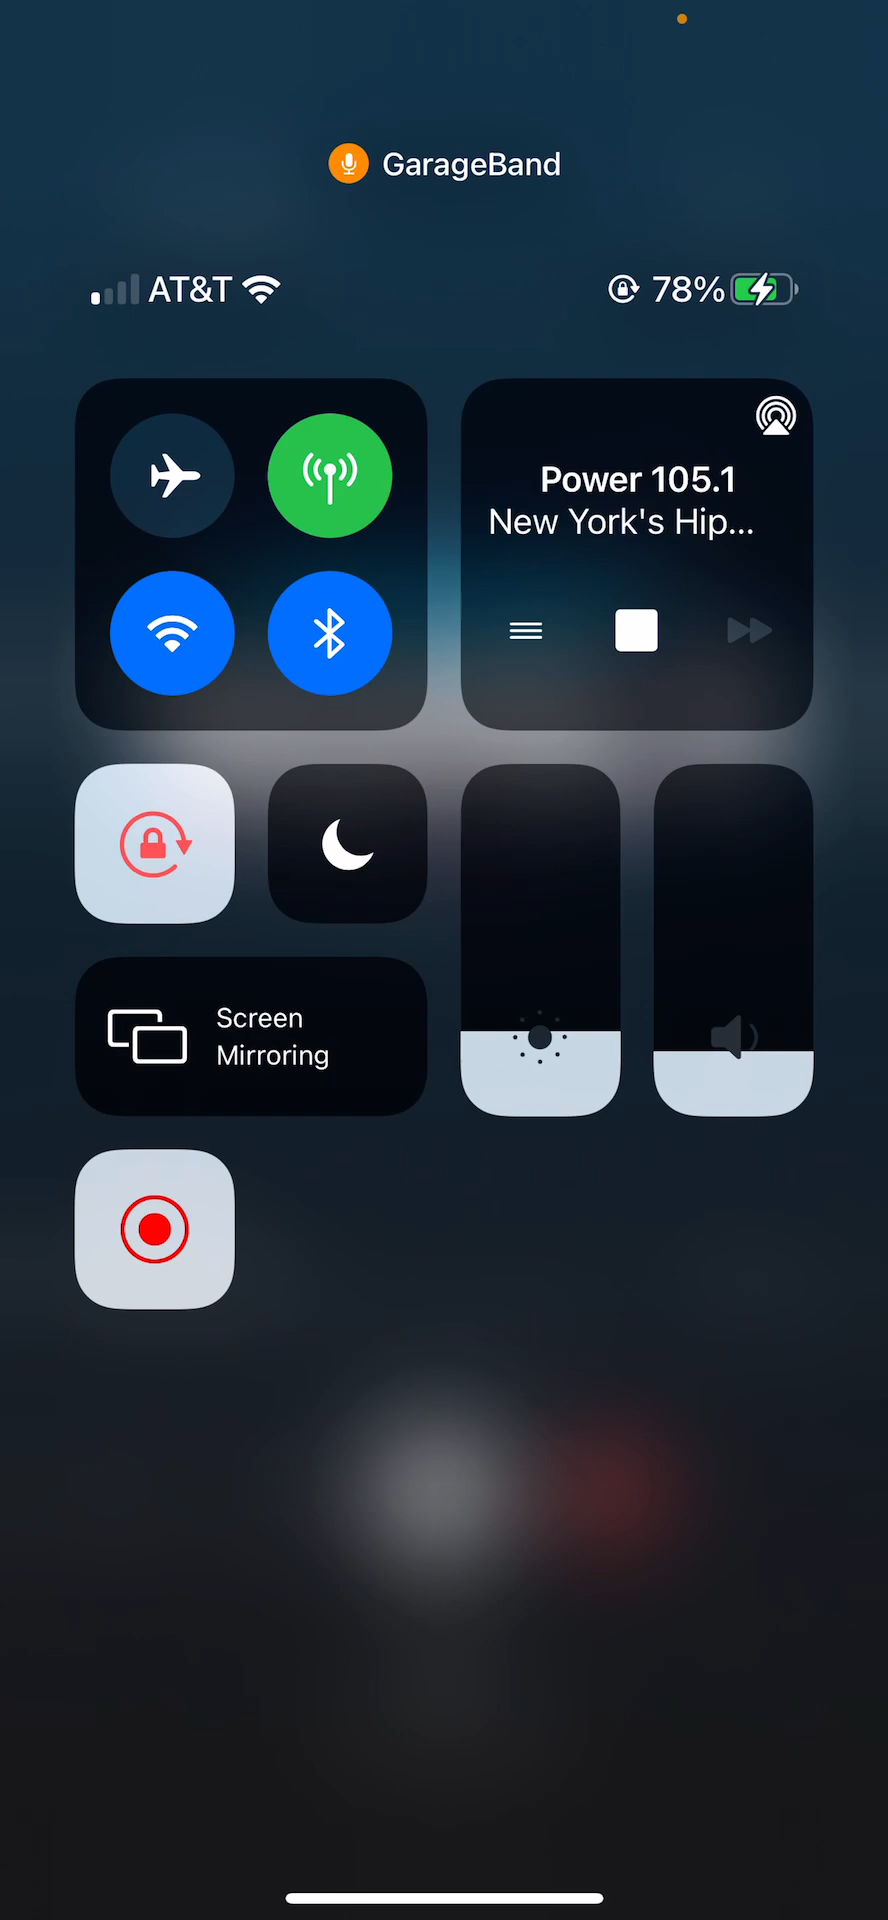 GarageBand
AT&T 78%
Power 105.1
New York's Hip...
Screen
Mirroring